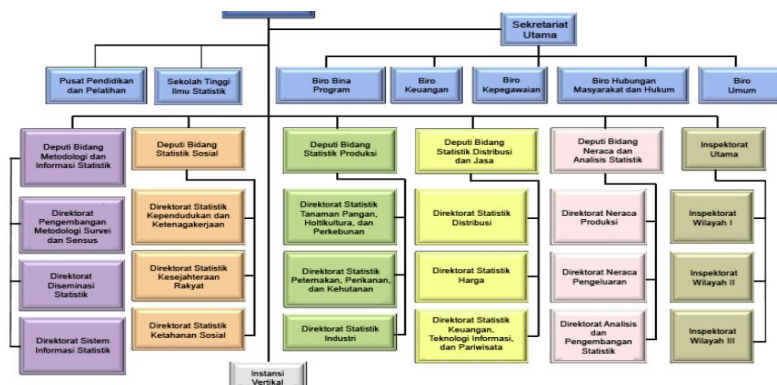 Sekretariat
Utama
Pusat Pendidikan
dan Pelatihan
Sekolah Tinggi
Ilmu Statistik
Biro Bina
Program
Biro
Keuangan
Biro
Kepegawaian
Biro Hubungan
Masyarakat dan Hukum
Biro
Umum
Deputi Bidang
Metodologi dan
Informasi Statistik
Deputi Bidang
Statistik Sosial
Deputi Bidang
Statistik Produksi
Deputi Bidang
Statistik Distribusi
dan Jasa
Deputi Bidang
Neraca dan
Analisis Statistik
Inspektorat
Utama
Direktorat
Pengembangan
Metodologi Survei
dan Sensus
Direktorat Statistik
Kependudukan dan
Ketenagakerjaan
Direktorat Statistik
Tanaman Pangan,
Holtikultura, dan
Perkebunan
Direktorat Statistik
Distribusi
Direktorat Neraca
Produksi
Inspektorat
Wilayah I
Direktorat
Diseminasi
Statistik
Direktorat Statistik
Kesejahteraan
Rakyat
Direktorat Statistik
Peternakan, Perikanan,
dan Kehutanan
Direktorat Statistik
Harga
Direktorat Neraca
Pengeluaran
Inspektorat
Wilayah II
Direktorat Sistem
Informasi Statistik
Direktorat Statistik
Ketahanan Sosial
Direktorat Statistik
Industri
Direktorat Statistik
Keuangan,
Teknologi Informasi,
dan Pariwisata
Direktorat Analisis
dan
Pengembangan
Statistik
Inspektorat
Wilayah III
Instansi
Vertikal